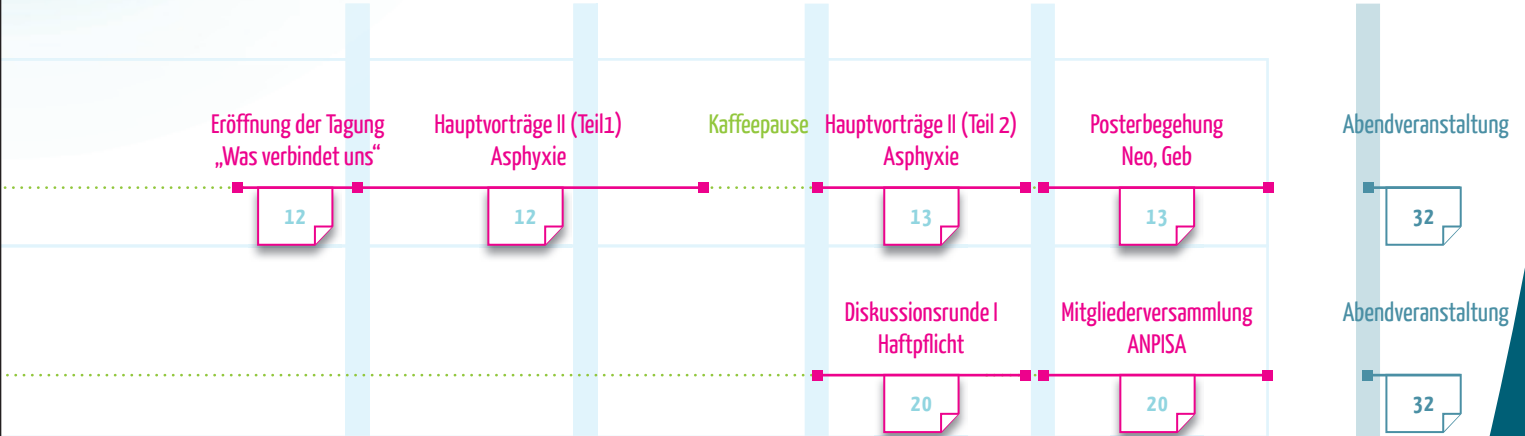 Eröffnung der Tagung
„Was verbindet uns“
12
Hauptvorträge II (Teil1)
Asphyxie
12
Kaffeepause
Hauptvorträge II (Teil 2)
Asphyxie
13
Posterbegehung
Neo, Geb
13
Abendveranstaltung
32
Diskussionsrunde I
Haftpflicht
20
Mitgliederversammlung
ANPISA
20
Abendveranstaltung
32